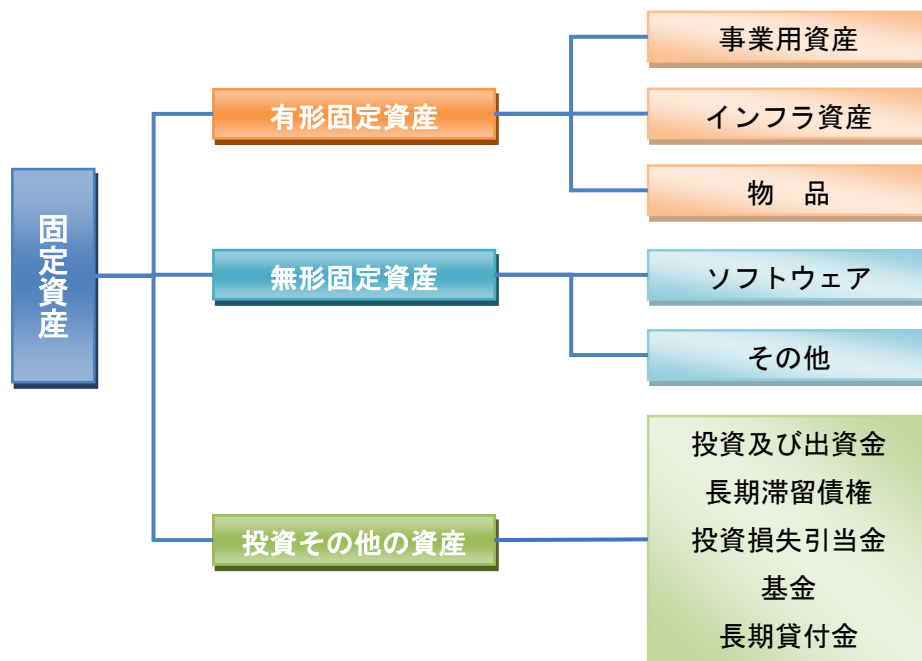 固定資産
有形固定資産
事業用資産
インフラ資産
物　品
無形固定資産
ソフトウェア
その他
投資その他の資産
投資及び出資金
長期滞留債権
投資損失引当金
基金
長期貸付金